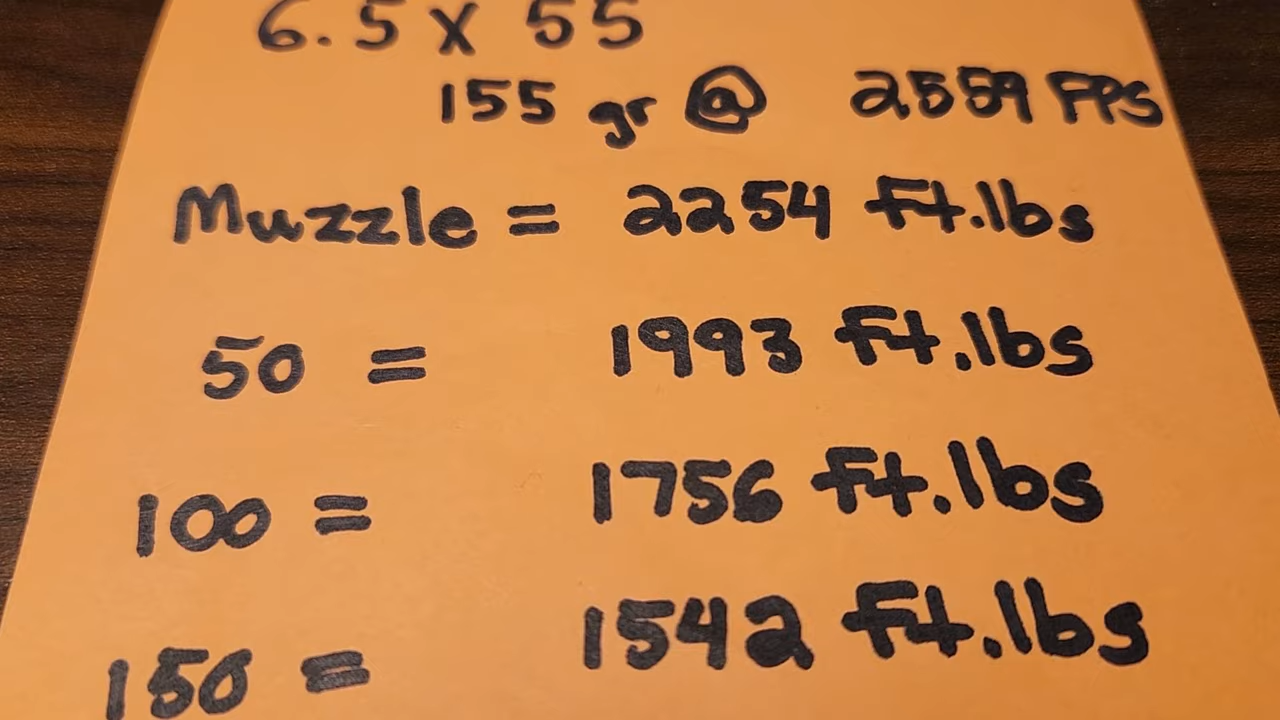 6.5 x 55
155 gr @ 2559 FPS
Muzzle = 2254 ft.lbs
50 = 1993 ft.lbs
100 = 1756 ft.lbs
150 = 1542 ft.lbs